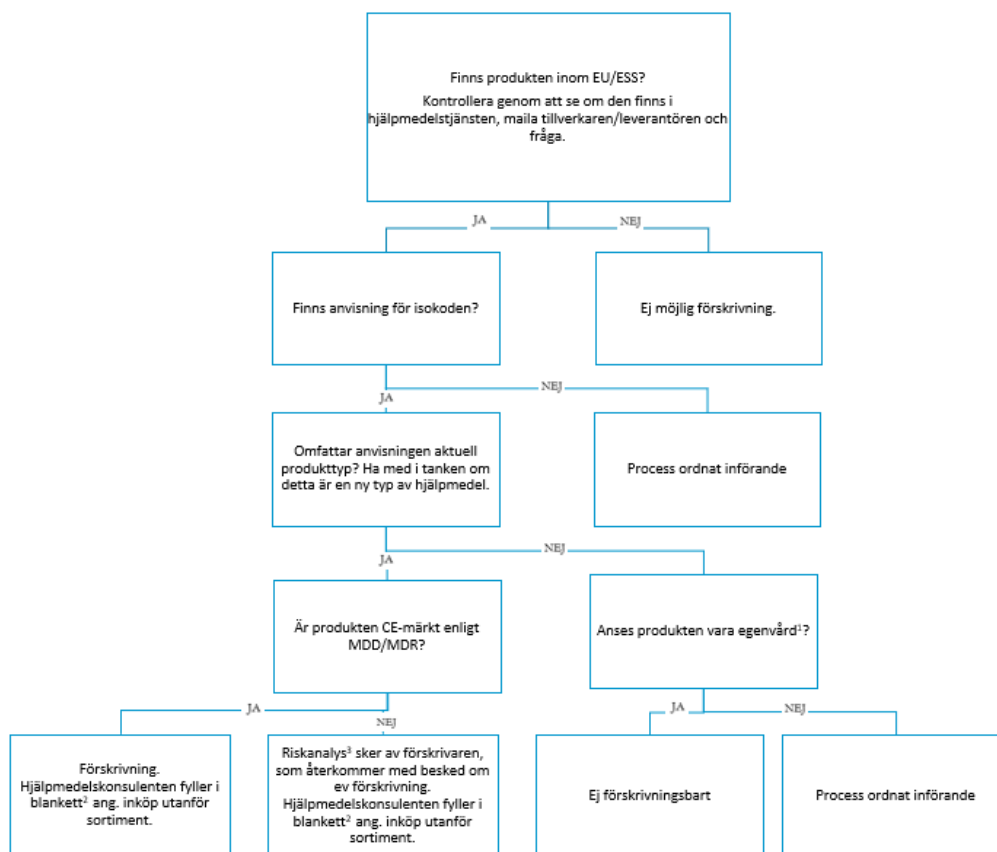 Finns produkten inom EU/ESS?
Kontrollera genom att se om den finns i
hjälpmedelstjänsten, maila tillverkaren/leverantören och
fråga.
JA
NEJ
Finns anvisning för isokoden?
Ej möjlig förskrivning.
JA
NEJ
Omfattar anvisningen aktuell
produkttyp? Ha med i tanken om
detta är en ny typ av hjälpmedel.
Process ordnat införande
JA
NEJ
Är produkten CE-märkt enligt
MDD/MDR?
Anses produkten vara egenvård¹?
JA
NEJ
JA
NEJ
Förskrivning.
Hjälpmedelskonsulenten fyller i
blankett² ang. inköp utanför
sortiment.
Riskanalys³ sker av förskrivaren,
som återkommer med besked om
ev förskrivning.
Hjälpmedelskonsulenten fyller i
blankett² ang. inköp utanför
sortiment.
Ej förskrivningsbart
Process ordnat införande